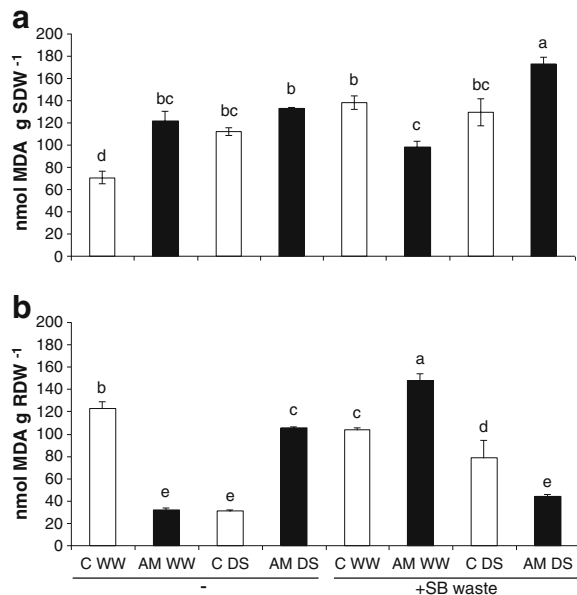 a
nmol MDA g SDW -1
200
180
160
140
120
100
80
60
40
20
0
d
bc
bc
b
b
c
bc
a
b
nmol MDA g RDW -1
200
180
160
140
120
100
80
60
40
20
0
b
e
e
c
c
a
d
e
C WW AM WW C DS AM DS C WW AM WW C DS AM DS
- +SB waste